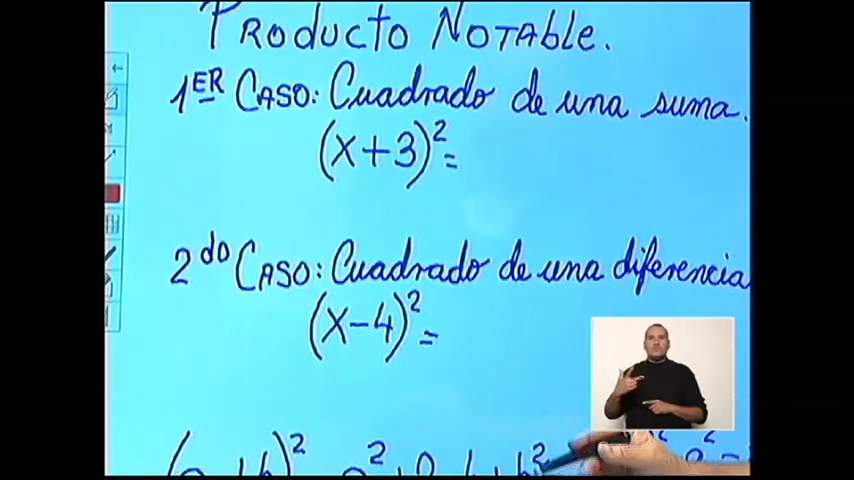 Producto Notable.
1ER Caso: Cuadrado de una suma.
(x+3)²=
2do Caso: Cuadrado de una diferencia
(x-4)²=